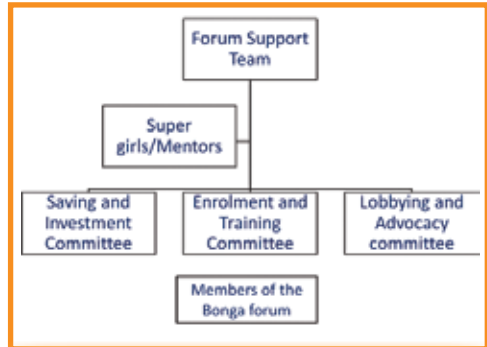 Forum Support
Team
Super
girls/Mentors
Saving and
Investment
Committee
Enrolment and
Training
Committee
Lobbying and
Advocacy
committee
Members of the
Bonga forum